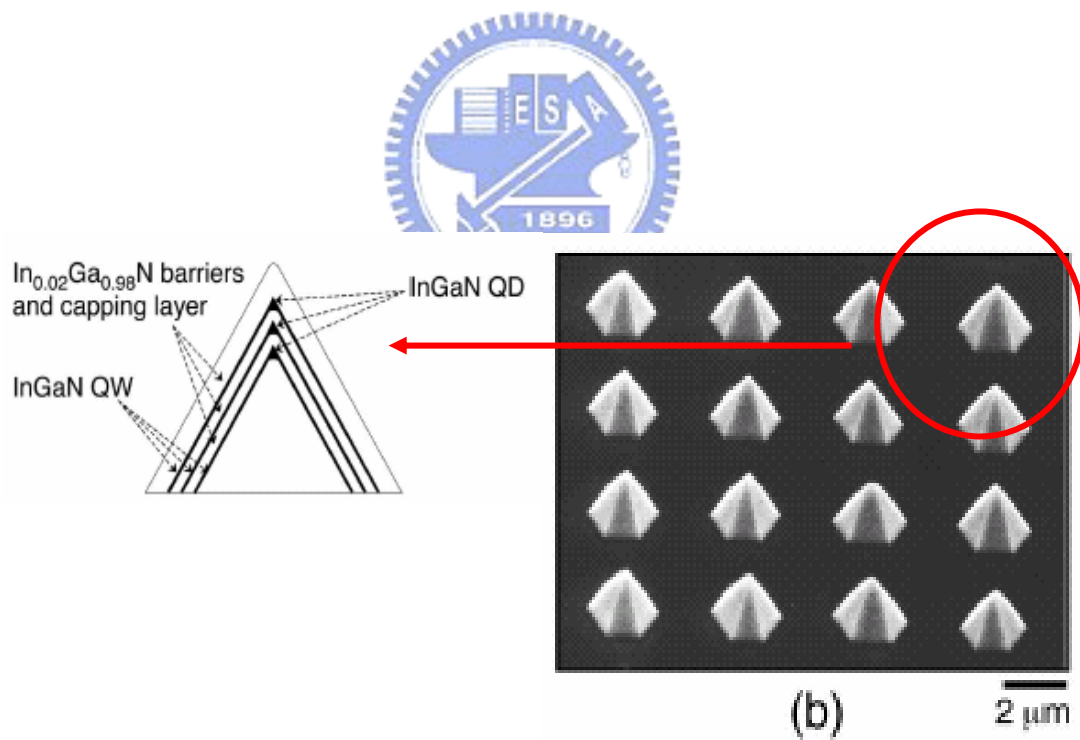 E S A
1896
In0.02Ga0.98N barriers
and capping layer
InGaN QW
InGaN QD
(b)
2 μm